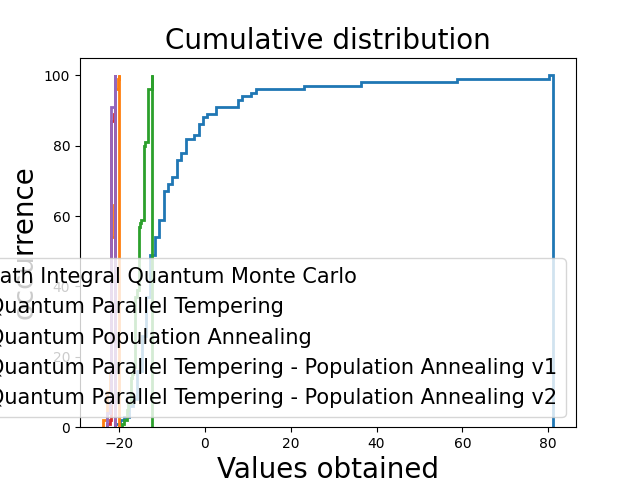 Cumulative distribution
100
80
60
40
20
0
occurrence
ath Integral Quantum Monte Carlo
Quantum Parallel Tempering
Quantum Population Annealing
Quantum Parallel Tempering - Population Annealing v1
Quantum Parallel Tempering - Population Annealing v2
−20 0 20 40 60 80
Values obtained